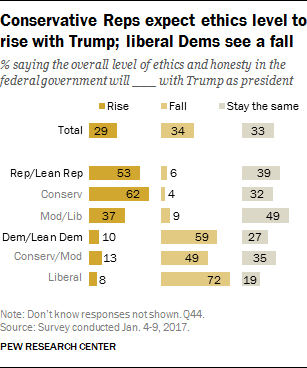 Conservative Reps expect ethics level to
rise with Trump; liberal Dems see a fall
% saying the overall level of ethics and honesty in the
federal government will ____ with Trump as president
Rise Fall Stay the same
Total 29 34 33
Rep/Lean Rep 53 6 39
Conserv 62 4 32
Mod/Lib 37 9 49
Dem/Lean Dem 10 59 27
Conserv/Mod 13 49 35
Liberal 8 72 19
Note: Don't know responses not shown. Q44.
Source: Survey conducted Jan. 4-9, 2017.
PEW RESEARCH CENTER